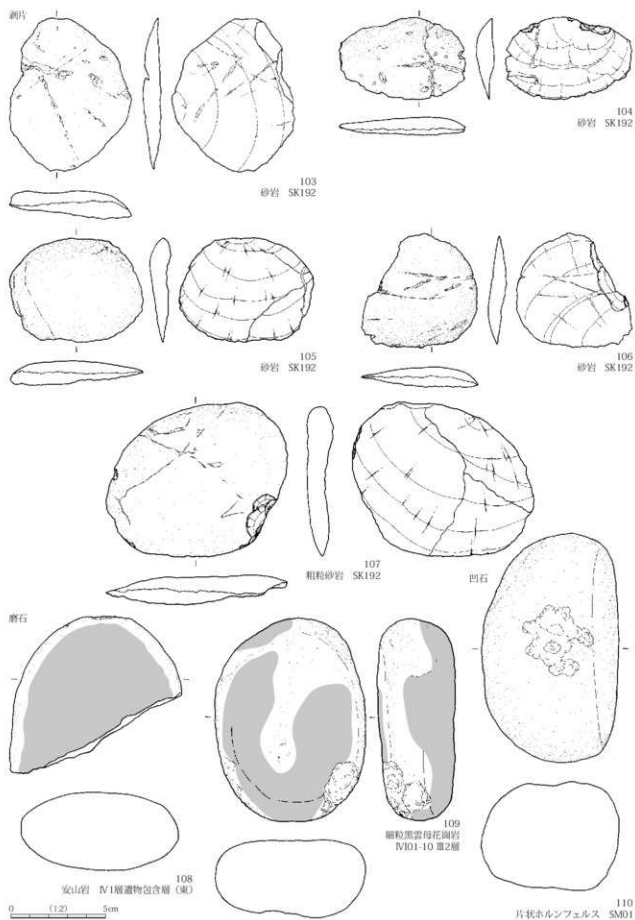 剥片
103
砂岩 SK192
104
砂岩 SK192
105
砂岩 SK192
106
砂岩 SK192
107
粗粒砂岩 SK192
凹石
磨石
108
安山岩 Ⅳ1層遺物包含層（東）
109
細粒黒雲母花崗岩
ⅣI01-10 Ⅲ2層
110
片状ホルンフェルス SM01
0 (1:2) 5cm